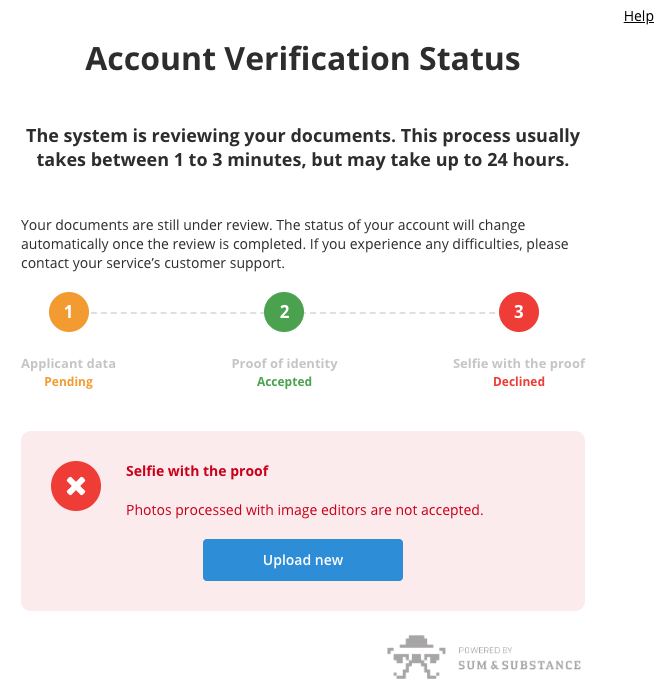 Help
Account Verification Status
The system is reviewing your documents. This process usually
takes between 1 to 3 minutes, but may take up to 24 hours.
Your documents are still under review. The status of your account will change
automatically once the review is completed. If you experience any difficulties, please
contact your service’s customer support.
1 2 3
Applicant data Proof of identity Selfie with the proof
Pending Accepted Declined
Selfie with the proof
Photos processed with image editors are not accepted.
Upload new
POWERED BY
SUM & SUBSTANCE